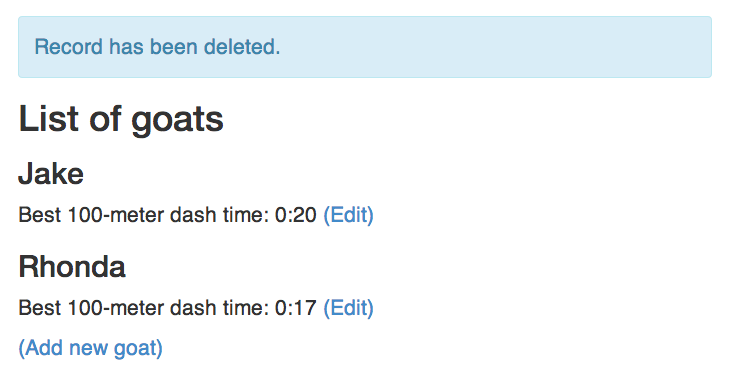 Record has been deleted.
List of goats
Jake
Best 100-meter dash time: 0:20 (Edit)
Rhonda
Best 100-meter dash time: 0:17 (Edit)
(Add new goat)